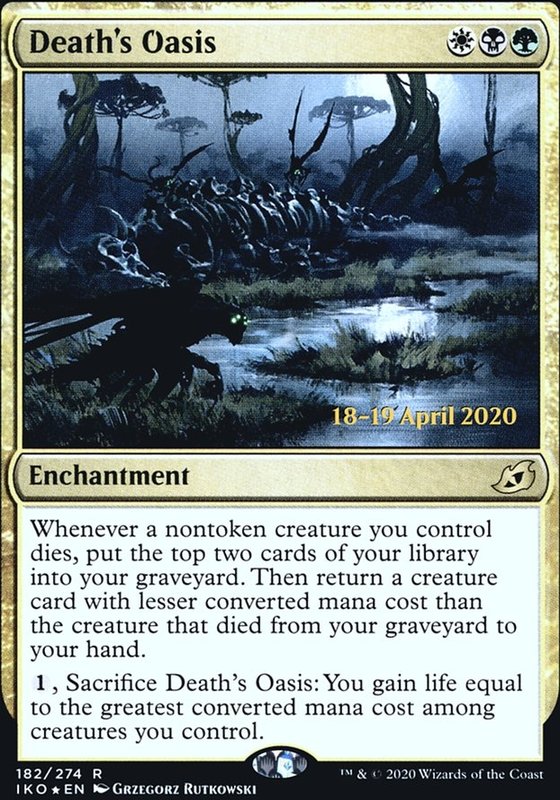 Death's Oasis
18-19 April 2020
Enchantment
Whenever a nontoken creature you control
dies, put the top two cards of your library
into your graveyard. Then return a creature
card with lesser converted mana cost than
the creature that died from your graveyard to
your hand.
1, Sacrifice Death's Oasis: You gain life equal
to the greatest converted mana cost among
creatures you control.
182/274 R
IKO ★ EN Grzegorz Rutkowski
™ & © 2020 Wizards of the Coast